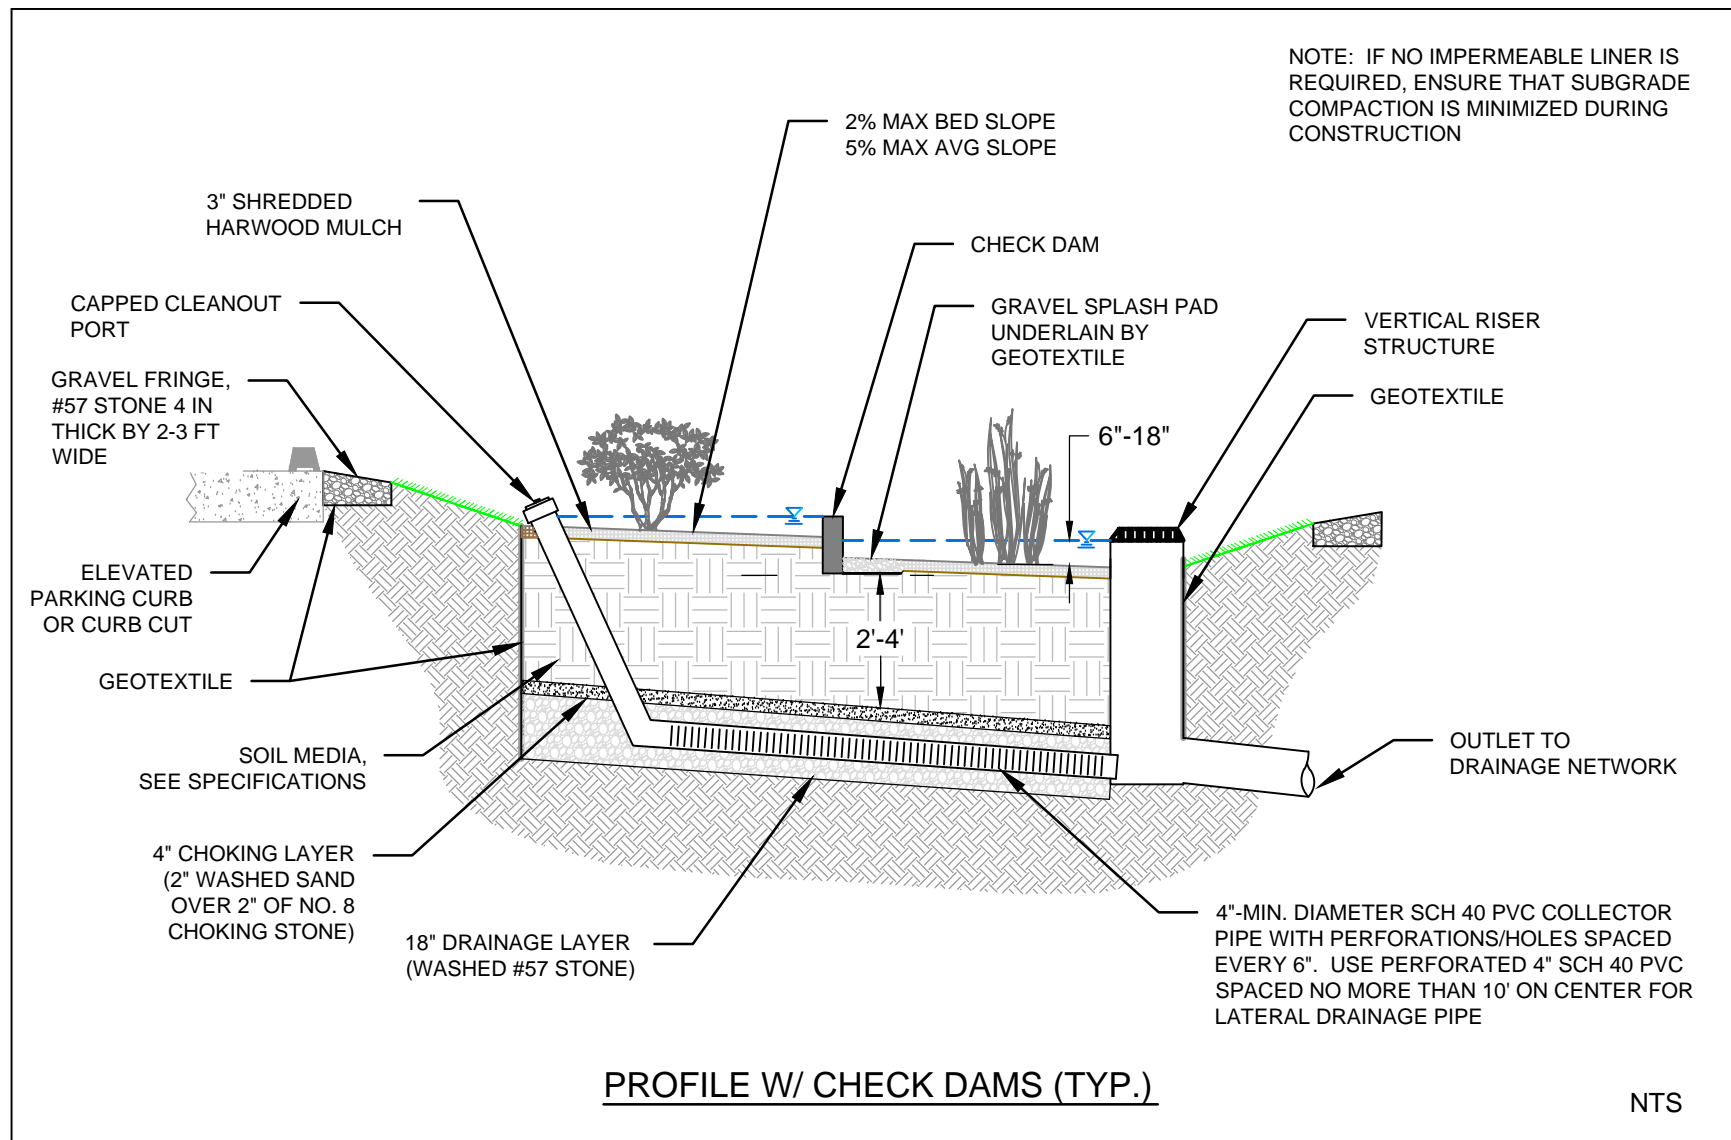 NOTE: IF NO IMPERMEABLE LINER IS
REQUIRED, ENSURE THAT SUBGRADE
COMPACTION IS MINIMIZED DURING
CONSTRUCTION
2% MAX BED SLOPE
5% MAX AVG SLOPE
3" SHREDDED
HARWOOD MULCH
CHECK DAM
CAPPED CLEANOUT
PORT
GRAVEL SPLASH PAD
UNDERLAIN BY
GEOTEXTILE
VERTICAL RISER
STRUCTURE
GRAVEL FRINGE,
#57 STONE 4 IN
THICK BY 2-3 FT
WIDE
GEOTEXTILE
6"-18"
ELEVATED
PARKING CURB
OR CURB CUT
2'-4'
GEOTEXTILE
SOIL MEDIA,
SEE SPECIFICATIONS
OUTLET TO
DRAINAGE NETWORK
4" CHOKING LAYER
(2" WASHED SAND
OVER 2" OF NO. 8
CHOKING STONE)
18" DRAINAGE LAYER
(WASHED #57 STONE)
4"-MIN. DIAMETER SCH 40 PVC COLLECTOR
PIPE WITH PERFORATIONS/HOLES SPACED
EVERY 6". USE PERFORATED 4" SCH 40 PVC
SPACED NO MORE THAN 10' ON CENTER FOR
LATERAL DRAINAGE PIPE
PROFILE W/ CHECK DAMS (TYP.)
NTS